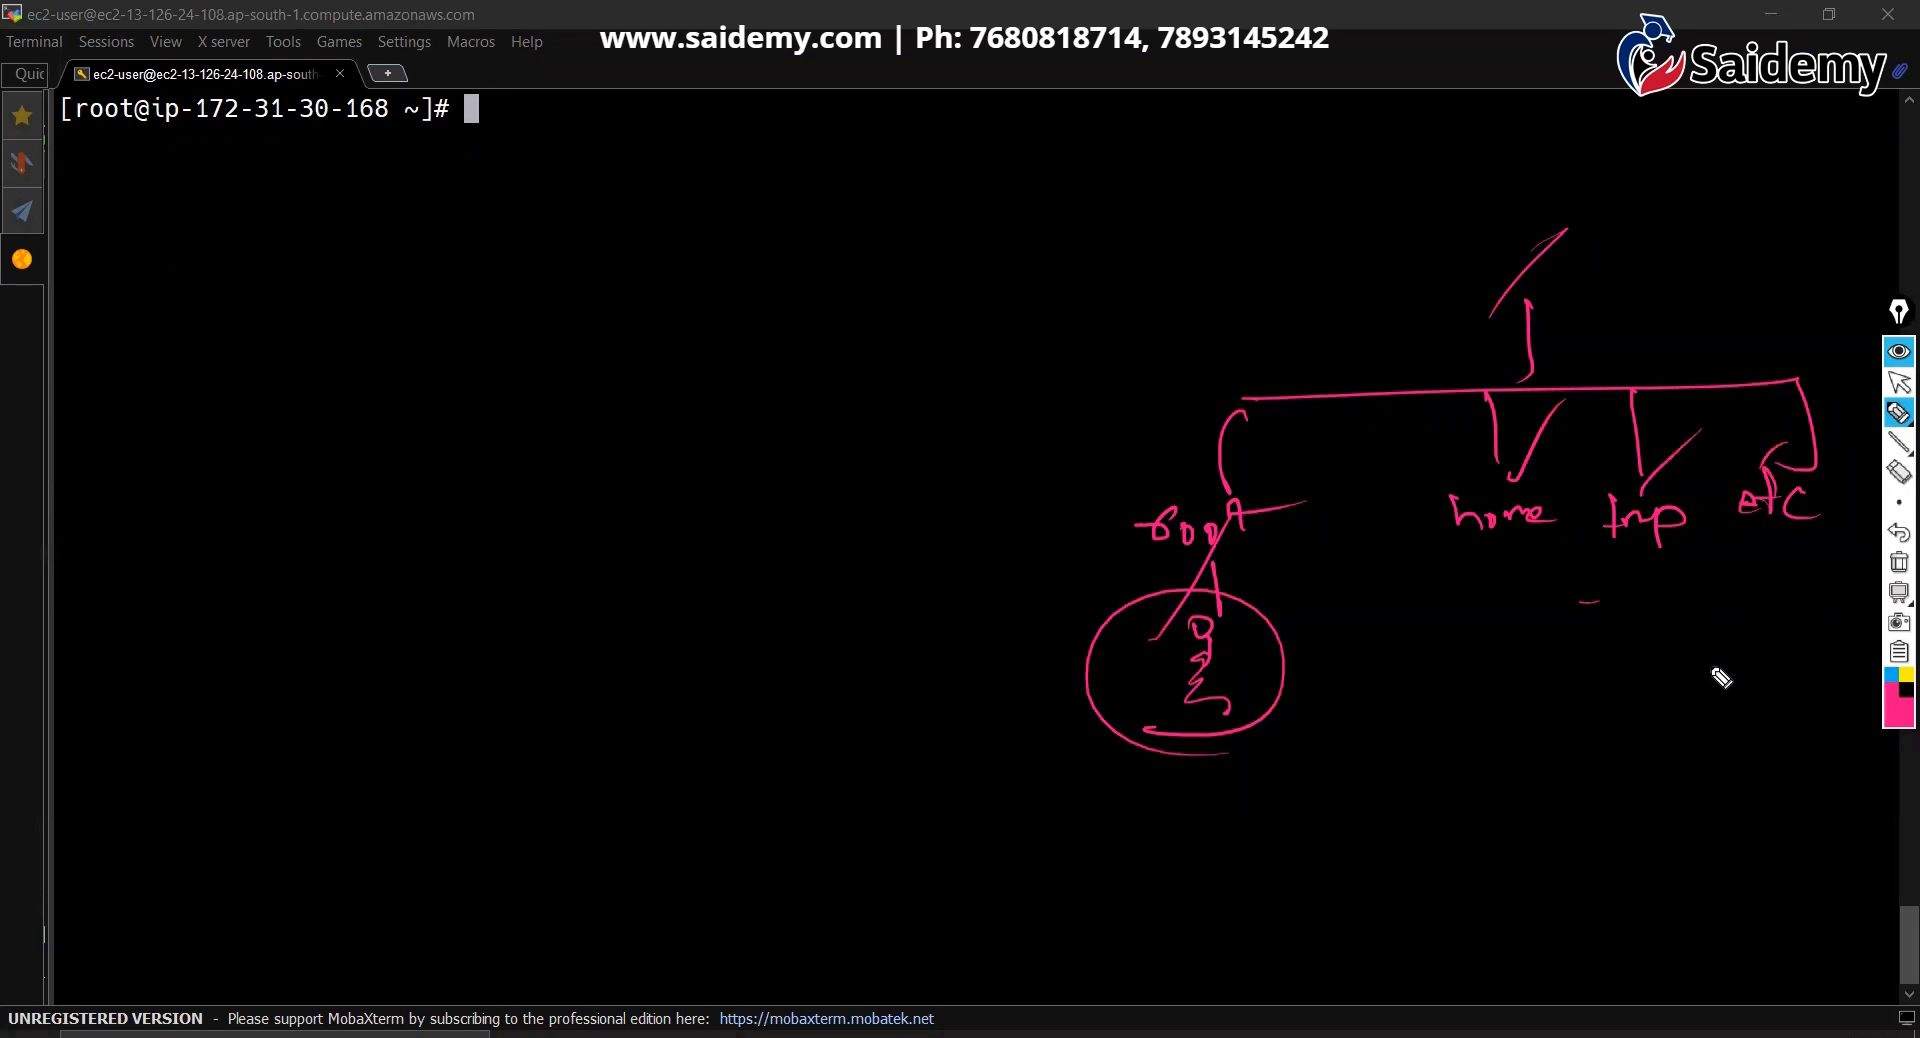 ec2-user@ec2-13-126-24-108.ap-south-1.compute.amazonaws.com
Terminal Sessions View X server Tools Games Settings Macros Help
www.saidemy.com | Ph: 7680818714, 7893145242
Saidemy
Quic
ec2-user@ec2-13-126-24-108.ap-south-
[root@ip-172-31-30-168 ~]#
/
home tmp etc
UNREGISTERED VERSION - Please support MobaXterm by subscribing to the professional edition here: https://mobaxterm.mobatek.net